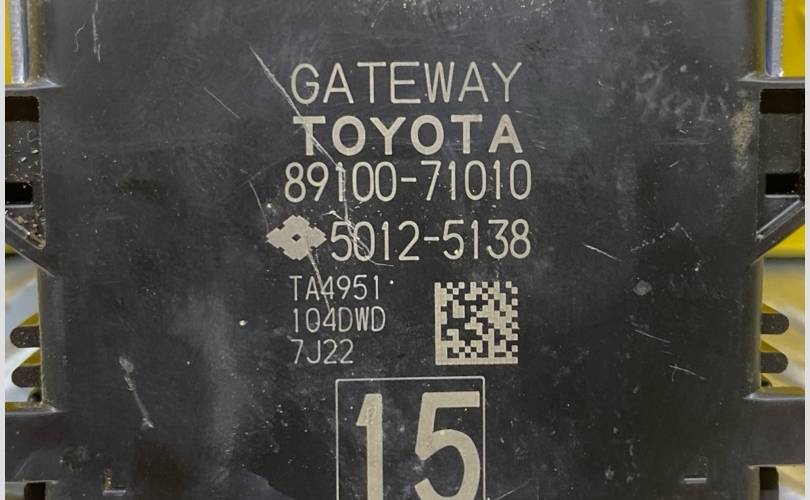 GATEWAY
TOYOTA
89100-71010
5012-5138
TA4951
104DWD
7J22
15